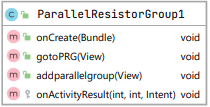 ParallelResistorGroup1
onCreate(Bundle) void
gotoPRG(View) void
addparallelgroup(View) void
onActivityResult(int, int, Intent) void